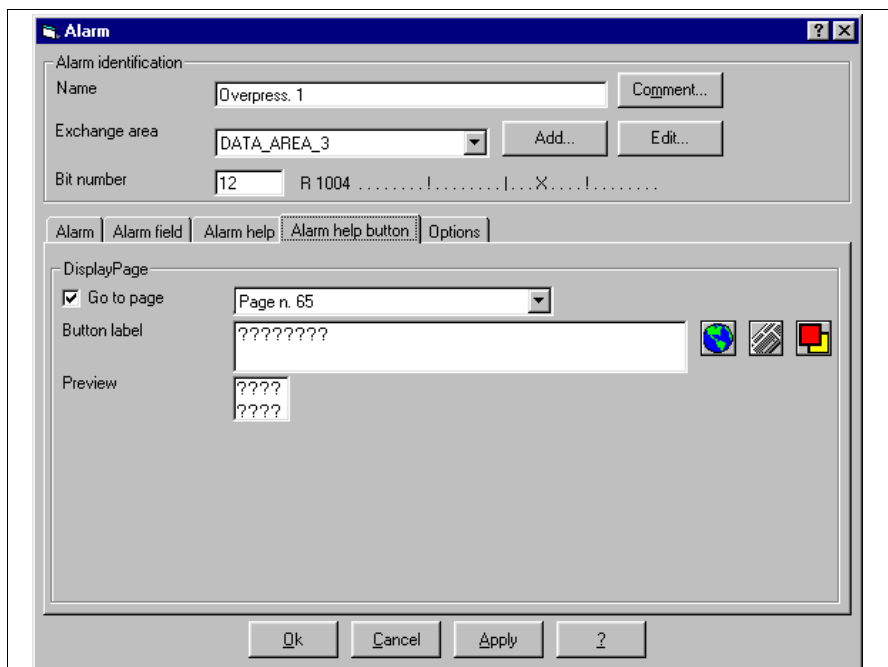 Alarm
Alarm identification
Name
Overpress. 1
Comment...
Exchange area
DATA_AREA_3
Add...
Edit...
Bit number
12
R 1004 . . . . . . . . ! . . . . . . . . | . . . X . . . . ! . . . . . . . .
Alarm
Alarm field
Alarm help
Alarm help button
Options
DisplayPage
Go to page
Page n. 65
Button label
????????
Preview
????
????
Ok
Cancel
Apply
?